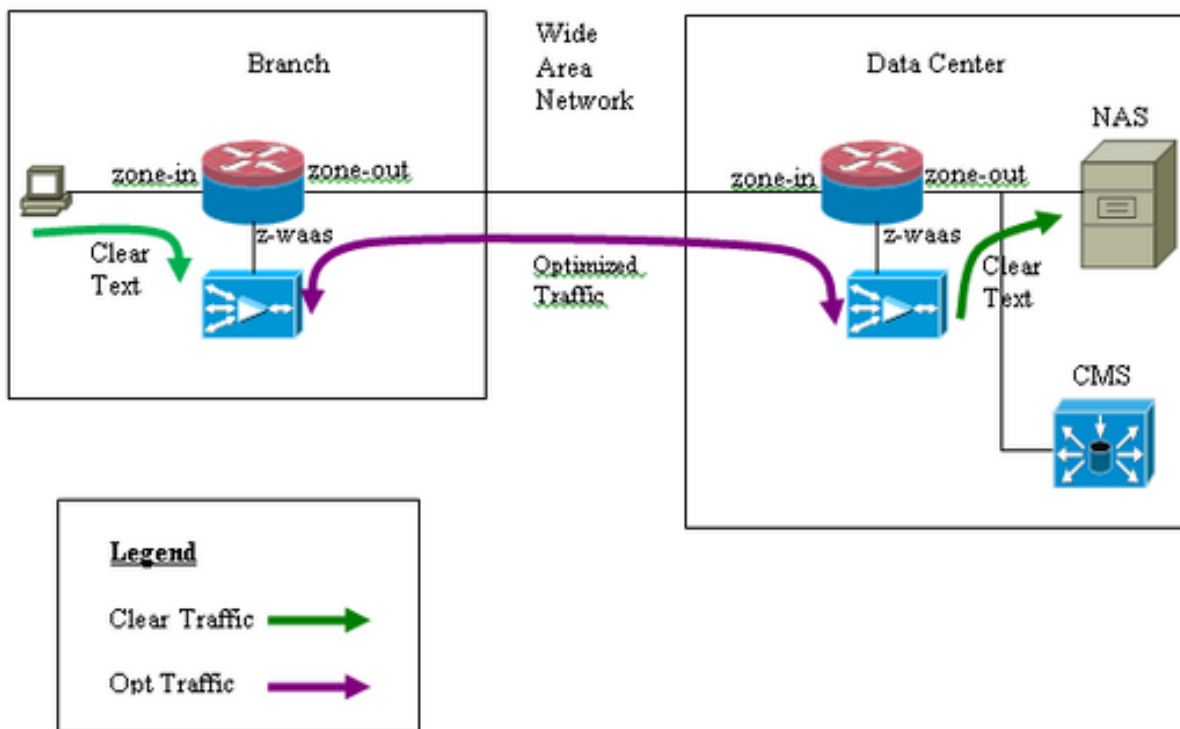 Branch
Wide
Area
Network
Data Center
NAS
zone-in
zone-out
zone-in
zone-out
z-waas
z-waas
Clear
Text
Optimized
Traffic
Clear
Text
CMS
Legend
Clear Traffic
Opt Traffic